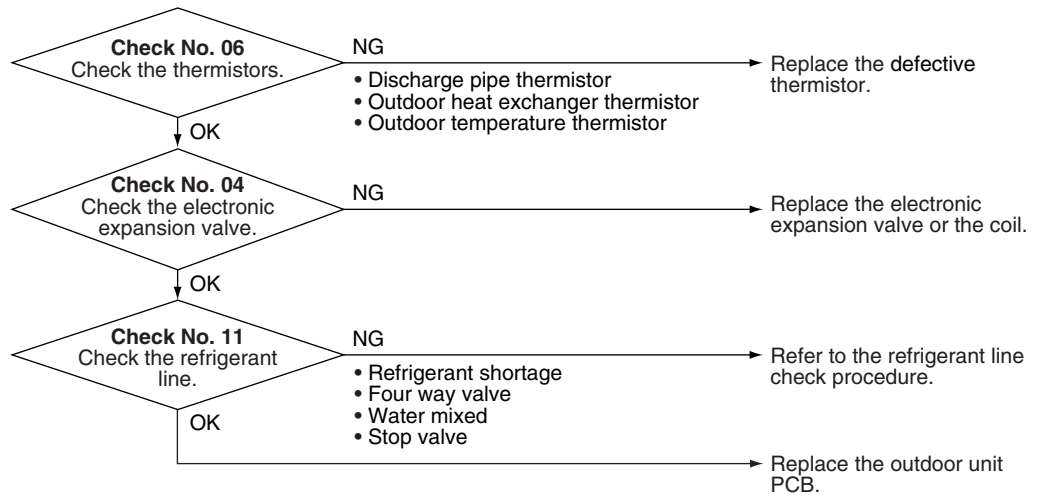 Check No. 06
Check the thermistors.
NG
• Discharge pipe thermistor
• Outdoor heat exchanger thermistor
• Outdoor temperature thermistor
Replace the defective
thermistor.
OK
Check No. 04
Check the electronic
expansion valve.
NG
Replace the electronic
expansion valve or the coil.
OK
Check No. 11
Check the refrigerant
line.
NG
• Refrigerant shortage
• Four way valve
• Water mixed
• Stop valve
Refer to the refrigerant line
check procedure.
OK
Replace the outdoor unit
PCB.